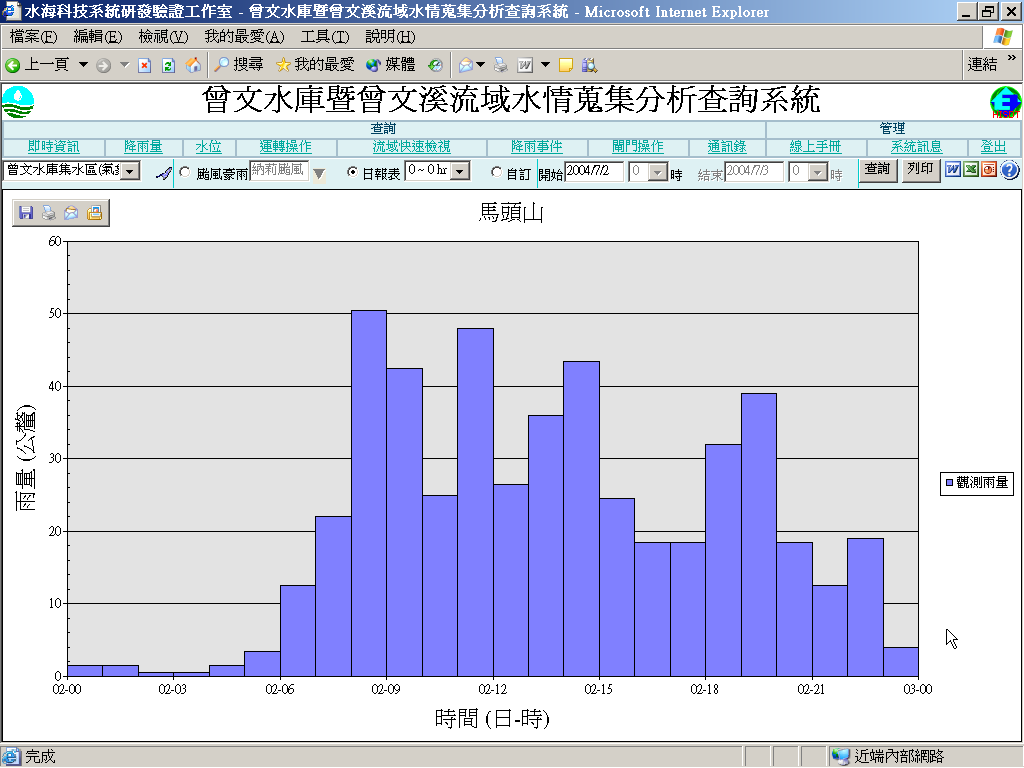 水海科技系統研發驗證工作室 - 曾文水庫暨曾文溪流域水情蒐集分析查詢系統 - Microsoft Internet Explorer
檔案(F) 編輯(E) 檢視(V) 我的最愛(A) 工具(T) 說明(H)
上一頁 搜尋 我的最愛 媒體 連結 »
曾文水庫暨曾文溪流域水情蒐集分析查詢系統
查詢 管理
即時資訊 降雨量 水位 運轉操作 流域快速檢視 降雨事件 閘門操作 通訊錄 線上手冊 系統訊息 登出
曾文水庫集水區( 颱風豪雨 納莉颱風 日報表 0~0 hr 自訂 開始 2004/7/2 0 時 結束 2004/7/3 0 時 查詢 列印
馬頭山
60
50
40
30
20
10
0
雨量 (公釐)
觀測雨量
02-00 02-03 02-06 02-09 02-12 02-15 02-18 02-21 03-00
時間 (日-時)
完成 近端內部網路